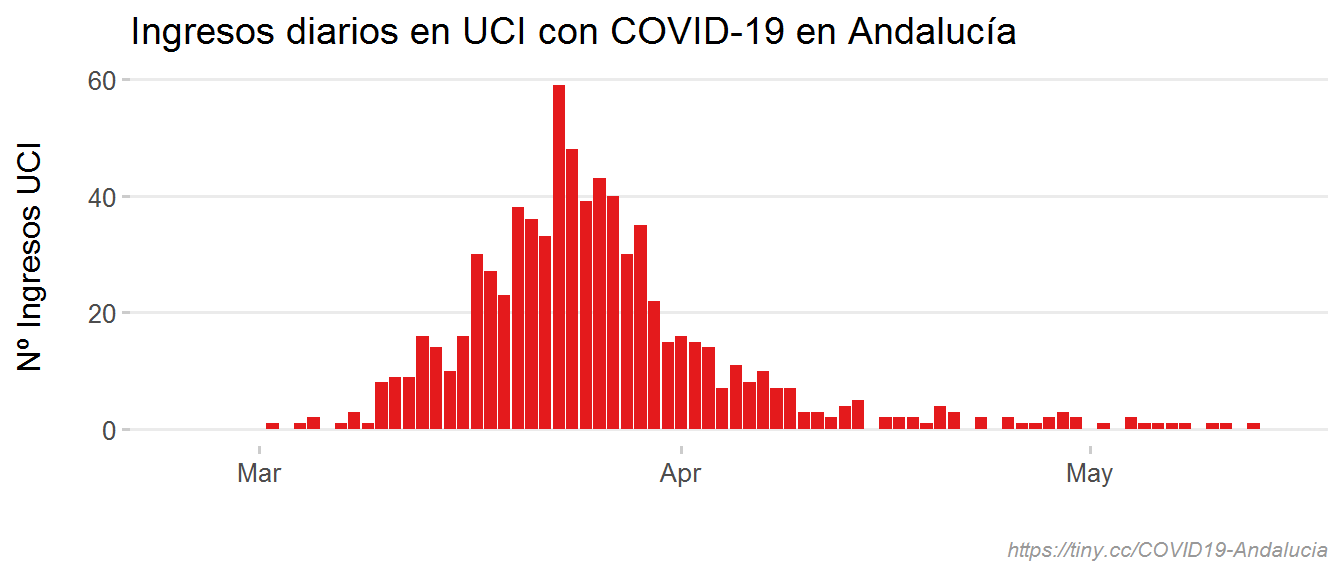 Ingresos diarios en UCI con COVID-19 en Andalucía
Nº Ingresos UCI
60
40
20
0
Mar Apr May
https://tiny.cc/COVID19-Andalucia